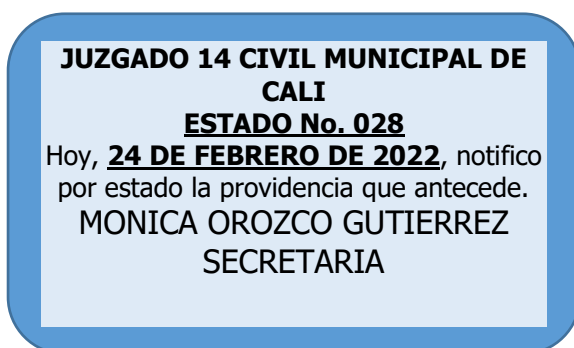 JUZGADO 14 CIVIL MUNICIPAL DE
CALI
ESTADO No. 028
Hoy, 24 DE FEBRERO DE 2022, notifico
por estado la providencia que antecede.
MONICA OROZCO GUTIERREZ
SECRETARIA